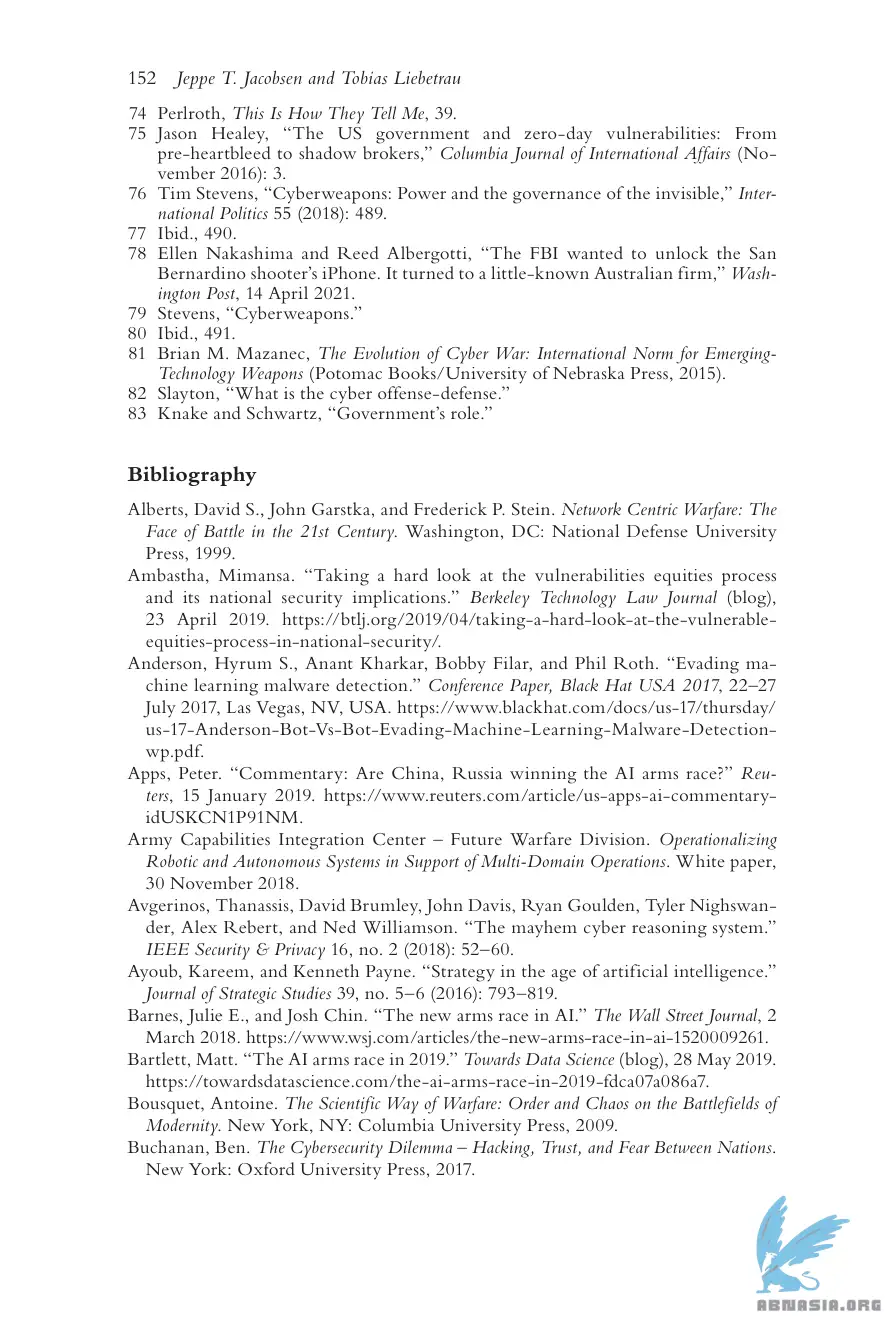 152 Jeppe T. Jacobsen and Tobias Liebetrau
74 Perlroth, This Is How They Tell Me, 39.
75 Jason Healey, “The US government and zero-day vulnerabilities: From
pre-heartbleed to shadow brokers,” Columbia Journal of International Affairs (No-
vember 2016): 3.
76 Tim Stevens, “Cyberweapons: Power and the governance of the invisible,” Inter-
national Politics 55 (2018): 489.
77 Ibid., 490.
78 Ellen Nakashima and Reed Albergotti, “The FBI wanted to unlock the San
Bernardino shooter’s iPhone. It turned to a little-known Australian firm,” Wash-
ington Post, 14 April 2021.
79 Stevens, “Cyberweapons.”
80 Ibid., 491.
81 Brian M. Mazanec, The Evolution of Cyber War: International Norm for Emerging-
Technology Weapons (Potomac Books/University of Nebraska Press, 2015).
82 Slayton, “What is the cyber offense-defense.”
83 Knake and Schwartz, “Government’s role.”
Bibliography
Alberts, David S., John Garstka, and Frederick P. Stein. Network Centric Warfare: The
Face of Battle in the 21st Century. Washington, DC: National Defense University
Press, 1999.
Ambastha, Mimansa. “Taking a hard look at the vulnerabilities equities process
and its national security implications.” Berkeley Technology Law Journal (blog),
23 April 2019. https://btlj.org/2019/04/taking-a-hard-look-at-the-vulnerable-
equities-process-in-national-security/.
Anderson, Hyrum S., Anant Kharkar, Bobby Filar, and Phil Roth. “Evading ma-
chine learning malware detection.” Conference Paper, Black Hat USA 2017, 22–27
July 2017, Las Vegas, NV, USA. https://www.blackhat.com/docs/us-17/thursday/
us-17-Anderson-Bot-Vs-Bot-Evading-Machine-Learning-Malware-Detection-
wp.pdf.
Apps, Peter. “Commentary: Are China, Russia winning the AI arms race?” Reu-
ters, 15 January 2019. https://www.reuters.com/article/us-apps-ai-commentary-
idUSKCN1P91NM.
Army Capabilities Integration Center – Future Warfare Division. Operationalizing
Robotic and Autonomous Systems in Support of Multi-Domain Operations. White paper,
30 November 2018.
Avgerinos, Thanassis, David Brumley, John Davis, Ryan Goulden, Tyler Nighswan-
der, Alex Rebert, and Ned Williamson. “The mayhem cyber reasoning system.”
IEEE Security & Privacy 16, no. 2 (2018): 52–60.
Ayoub, Kareem, and Kenneth Payne. “Strategy in the age of artificial intelligence.”
Journal of Strategic Studies 39, no. 5–6 (2016): 793–819.
Barnes, Julie E., and Josh Chin. “The new arms race in AI.” The Wall Street Journal, 2
March 2018. https://www.wsj.com/articles/the-new-arms-race-in-ai-1520009261.
Bartlett, Matt. “The AI arms race in 2019.” Towards Data Science (blog), 28 May 2019.
https://towardsdatascience.com/the-ai-arms-race-in-2019-fdca07a086a7.
Bousquet, Antoine. The Scientific Way of Warfare: Order and Chaos on the Battlefields of
Modernity. New York, NY: Columbia University Press, 2009.
Buchanan, Ben. The Cybersecurity Dilemma – Hacking, Trust, and Fear Between Nations.
New York: Oxford University Press, 2017.
ABNASIA.ORG